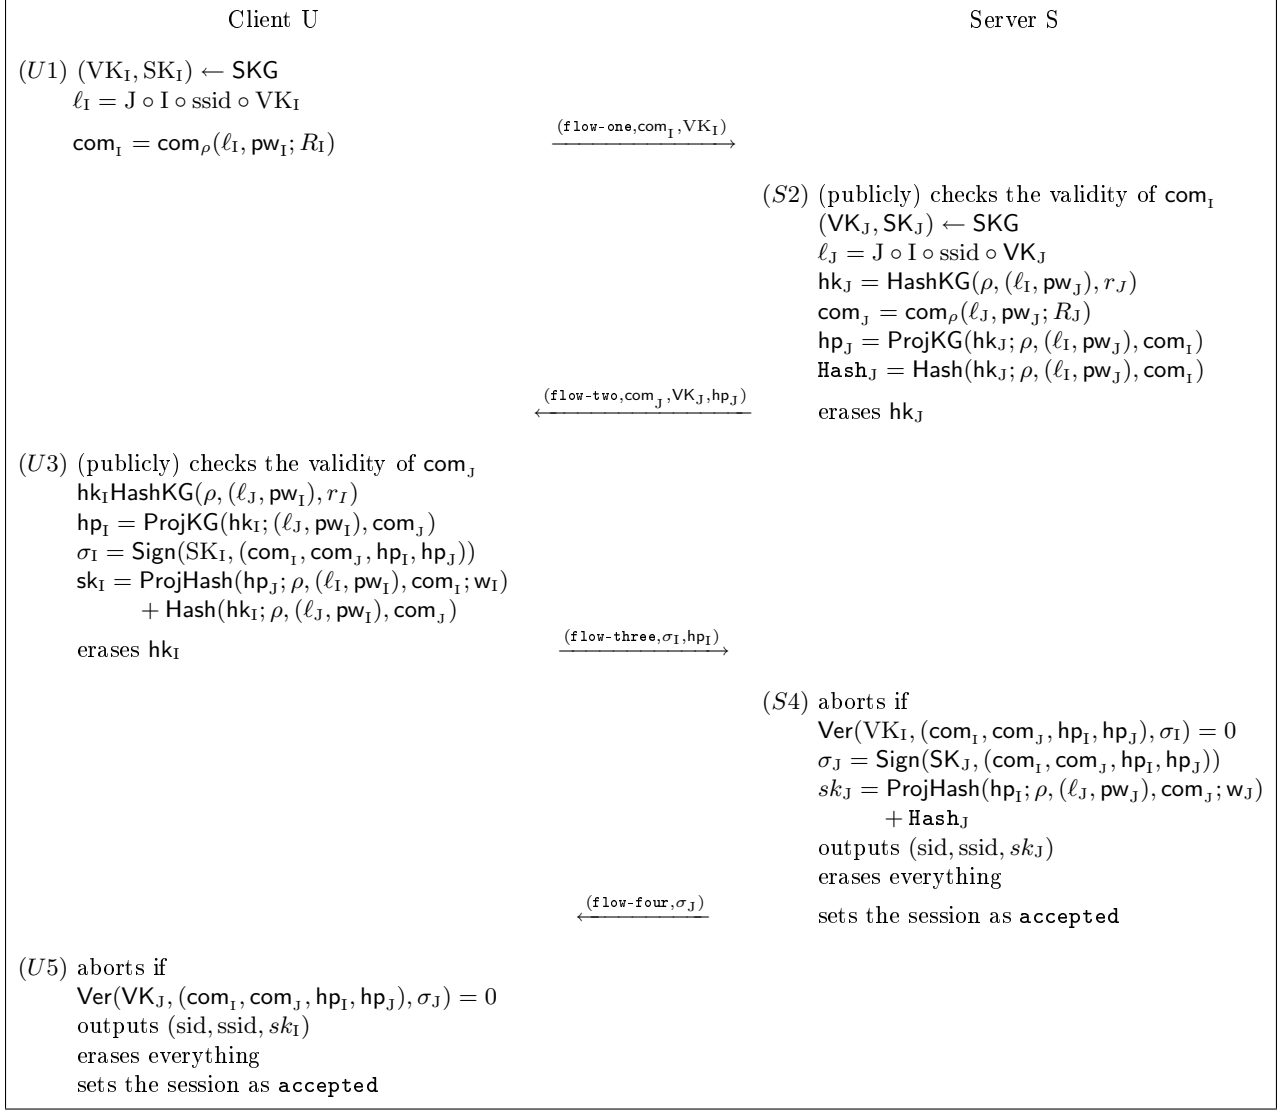 Client U
Server S
(U1) (VK_I, SK_I) ← SKG
ℓ_I = J ∘ I ∘ ssid ∘ VK_I
com_I = com_ρ(ℓ_I, pw_I; R_I)
(flow-one,com_I,VK_I)
(S2) (publicly) checks the validity of com_I
(VK_J, SK_J) ← SKG
ℓ_J = J ∘ I ∘ ssid ∘ VK_J
hk_J = HashKG(ρ, (ℓ_I, pw_J), r_J)
com_J = com_ρ(ℓ_J, pw_J; R_J)
hp_J = ProjKG(hk_J; ρ, (ℓ_I, pw_J), com_I)
Hash_J = Hash(hk_J; ρ, (ℓ_I, pw_J), com_I)
(flow-two,com_J,VK_J,hp_J)
erases hk_J
(U3) (publicly) checks the validity of com_J
hk_IHashKG(ρ, (ℓ_J, pw_I), r_I)
hp_I = ProjKG(hk_I; (ℓ_J, pw_I), com_J)
σ_I = Sign(SK_I, (com_I, com_J, hp_I, hp_J))
sk_I = ProjHash(hp_J; ρ, (ℓ_I, pw_I), com_I; w_I)
+ Hash(hk_I; ρ, (ℓ_J, pw_I), com_J)
erases hk_I
(flow-three,σ_I,hp_I)
(S4) aborts if
Ver(VK_I, (com_I, com_J, hp_I, hp_J), σ_I) = 0
σ_J = Sign(SK_J, (com_I, com_J, hp_I, hp_J))
sk_J = ProjHash(hp_I; ρ, (ℓ_J, pw_J), com_J; w_J)
+ Hash_J
outputs (sid, ssid, sk_J)
erases everything
(flow-four,σ_J)
sets the session as accepted
(U5) aborts if
Ver(VK_J, (com_I, com_J, hp_I, hp_J), σ_J) = 0
outputs (sid, ssid, sk_I)
erases everything
sets the session as accepted